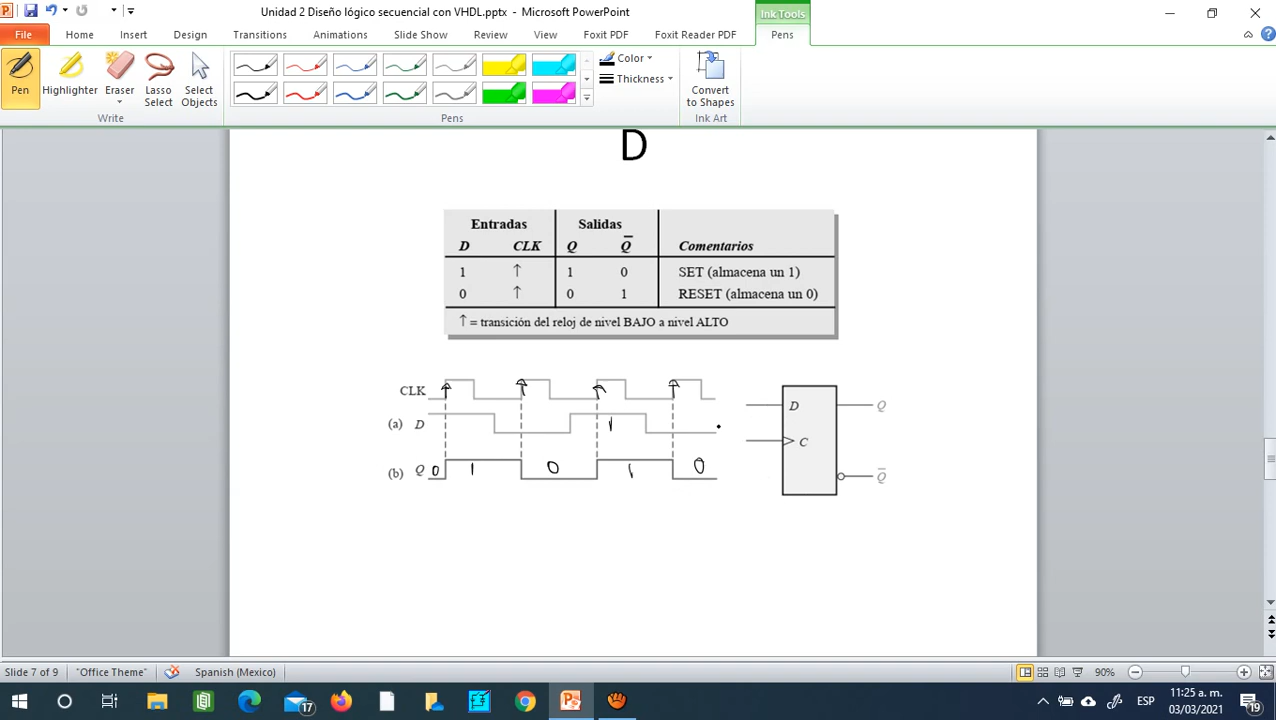 Unidad 2 Diseño lógico secuencial con VHDL.pptx - Microsoft PowerPoint
Ink Tools
File Home Insert Design Transitions Animations Slide Show Review View Foxit PDF Foxit Reader PDF Pens
Pen Highlighter Eraser Lasso Select Select Objects Color Thickness Convert to Shapes
Write Pens Ink Art
D
Entradas Salidas
D CLK Q Q̅ Comentarios
1 ↑ 1 0 SET (almacena un 1)
0 ↑ 0 1 RESET (almacena un 0)
↑ = transición del reloj de nivel BAJO a nivel ALTO
CLK
(a) D 1
(b) Q 0 1 0 1 0
D Q
C
Q̅
Slide 7 of 9 "Office Theme" Spanish (Mexico) 90%
17 ESP 11:25 a. m.
03/03/2021 19